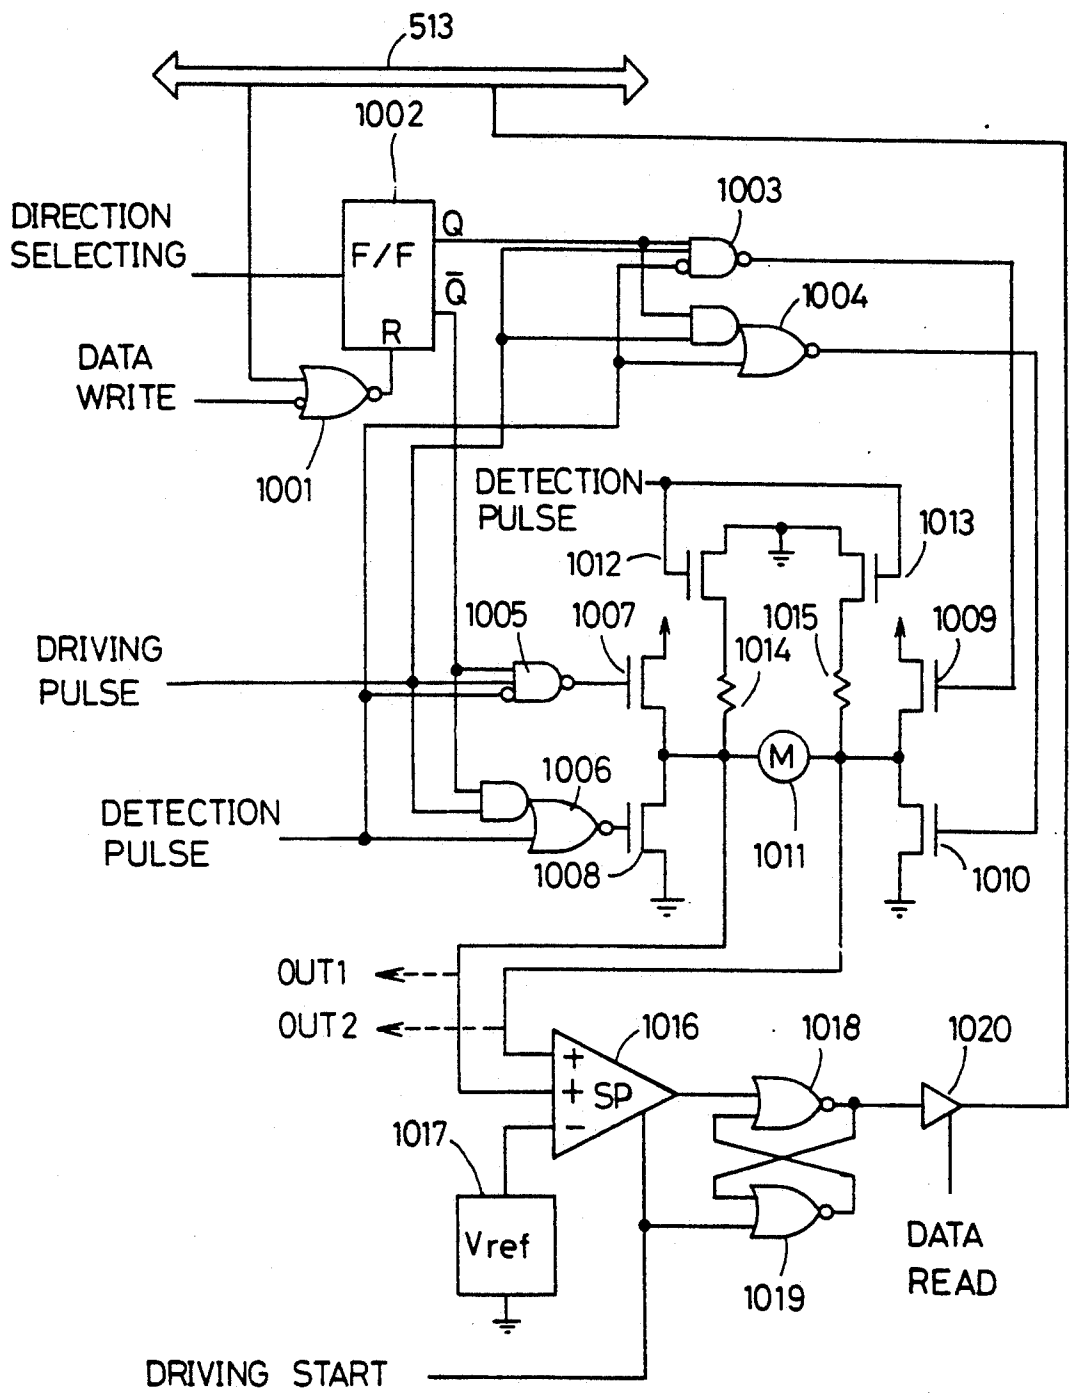 513
1002
1003
DIRECTION
SELECTING
Q
F/F
Q̅
1004
R
DATA
WRITE
1001
DETECTION
PULSE
1012
1013
1005
1007
1015
1009
1014
DRIVING
PULSE
M
1006
1011
DETECTION
PULSE
1008
1010
OUT1
OUT2
1016
1018
1020
+
+
SP
-
1017
Vref
DATA
READ
1019
DRIVING START